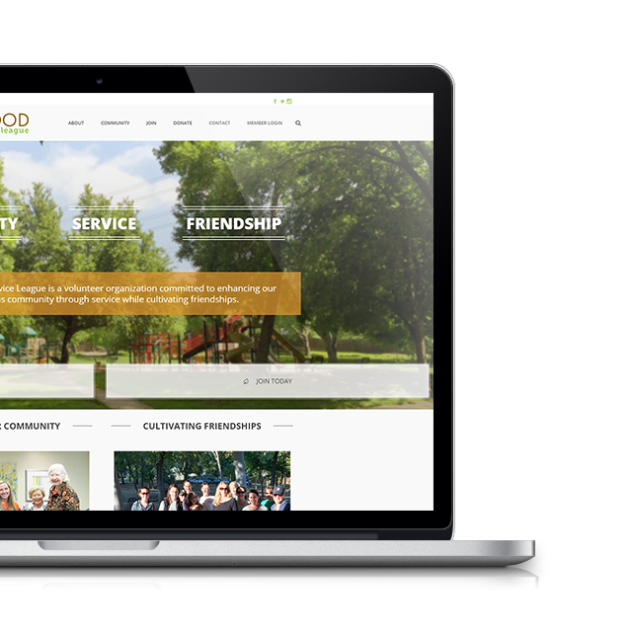 OOD
league
ABOUT COMMUNITY JOIN DONATE CONTACT MEMBER LOGIN
TY SERVICE FRIENDSHIP
vice League is a volunteer organization committed to enhancing our
s community through service while cultivating friendships.
JOIN TODAY
R COMMUNITY CULTIVATING FRIENDSHIPS